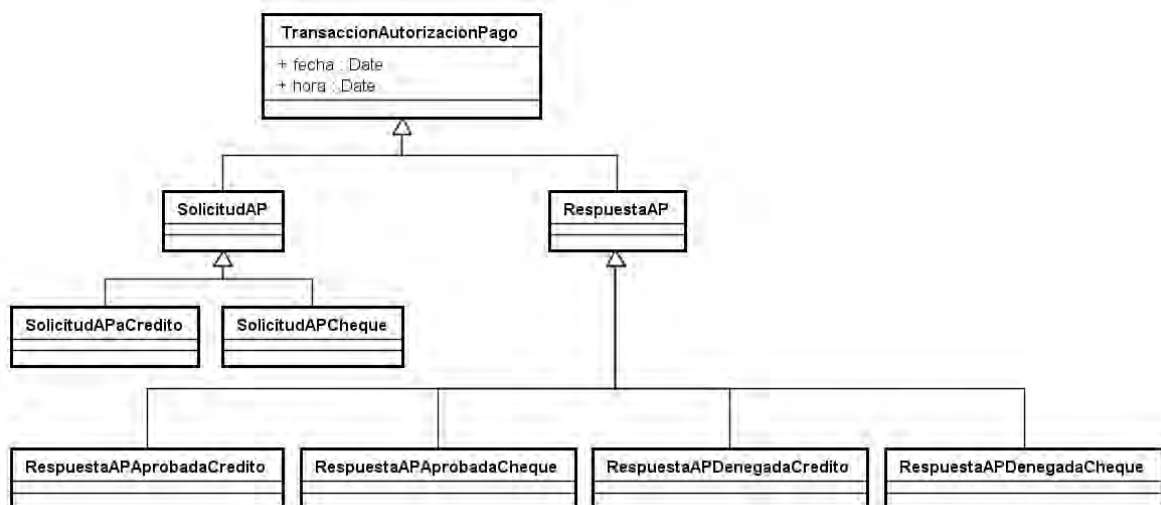 TransaccionAutorizacionPago
+ fecha : Date
+ hora : Date
SolicitudAP
RespuestaAP
SolicitudAPaCredito
SolicitudAPCheque
RespuestaAPAprobadaCredito
RespuestaAPAprobadaCheque
RespuestaAPDenegadaCredito
RespuestaAPDenegadaCheque